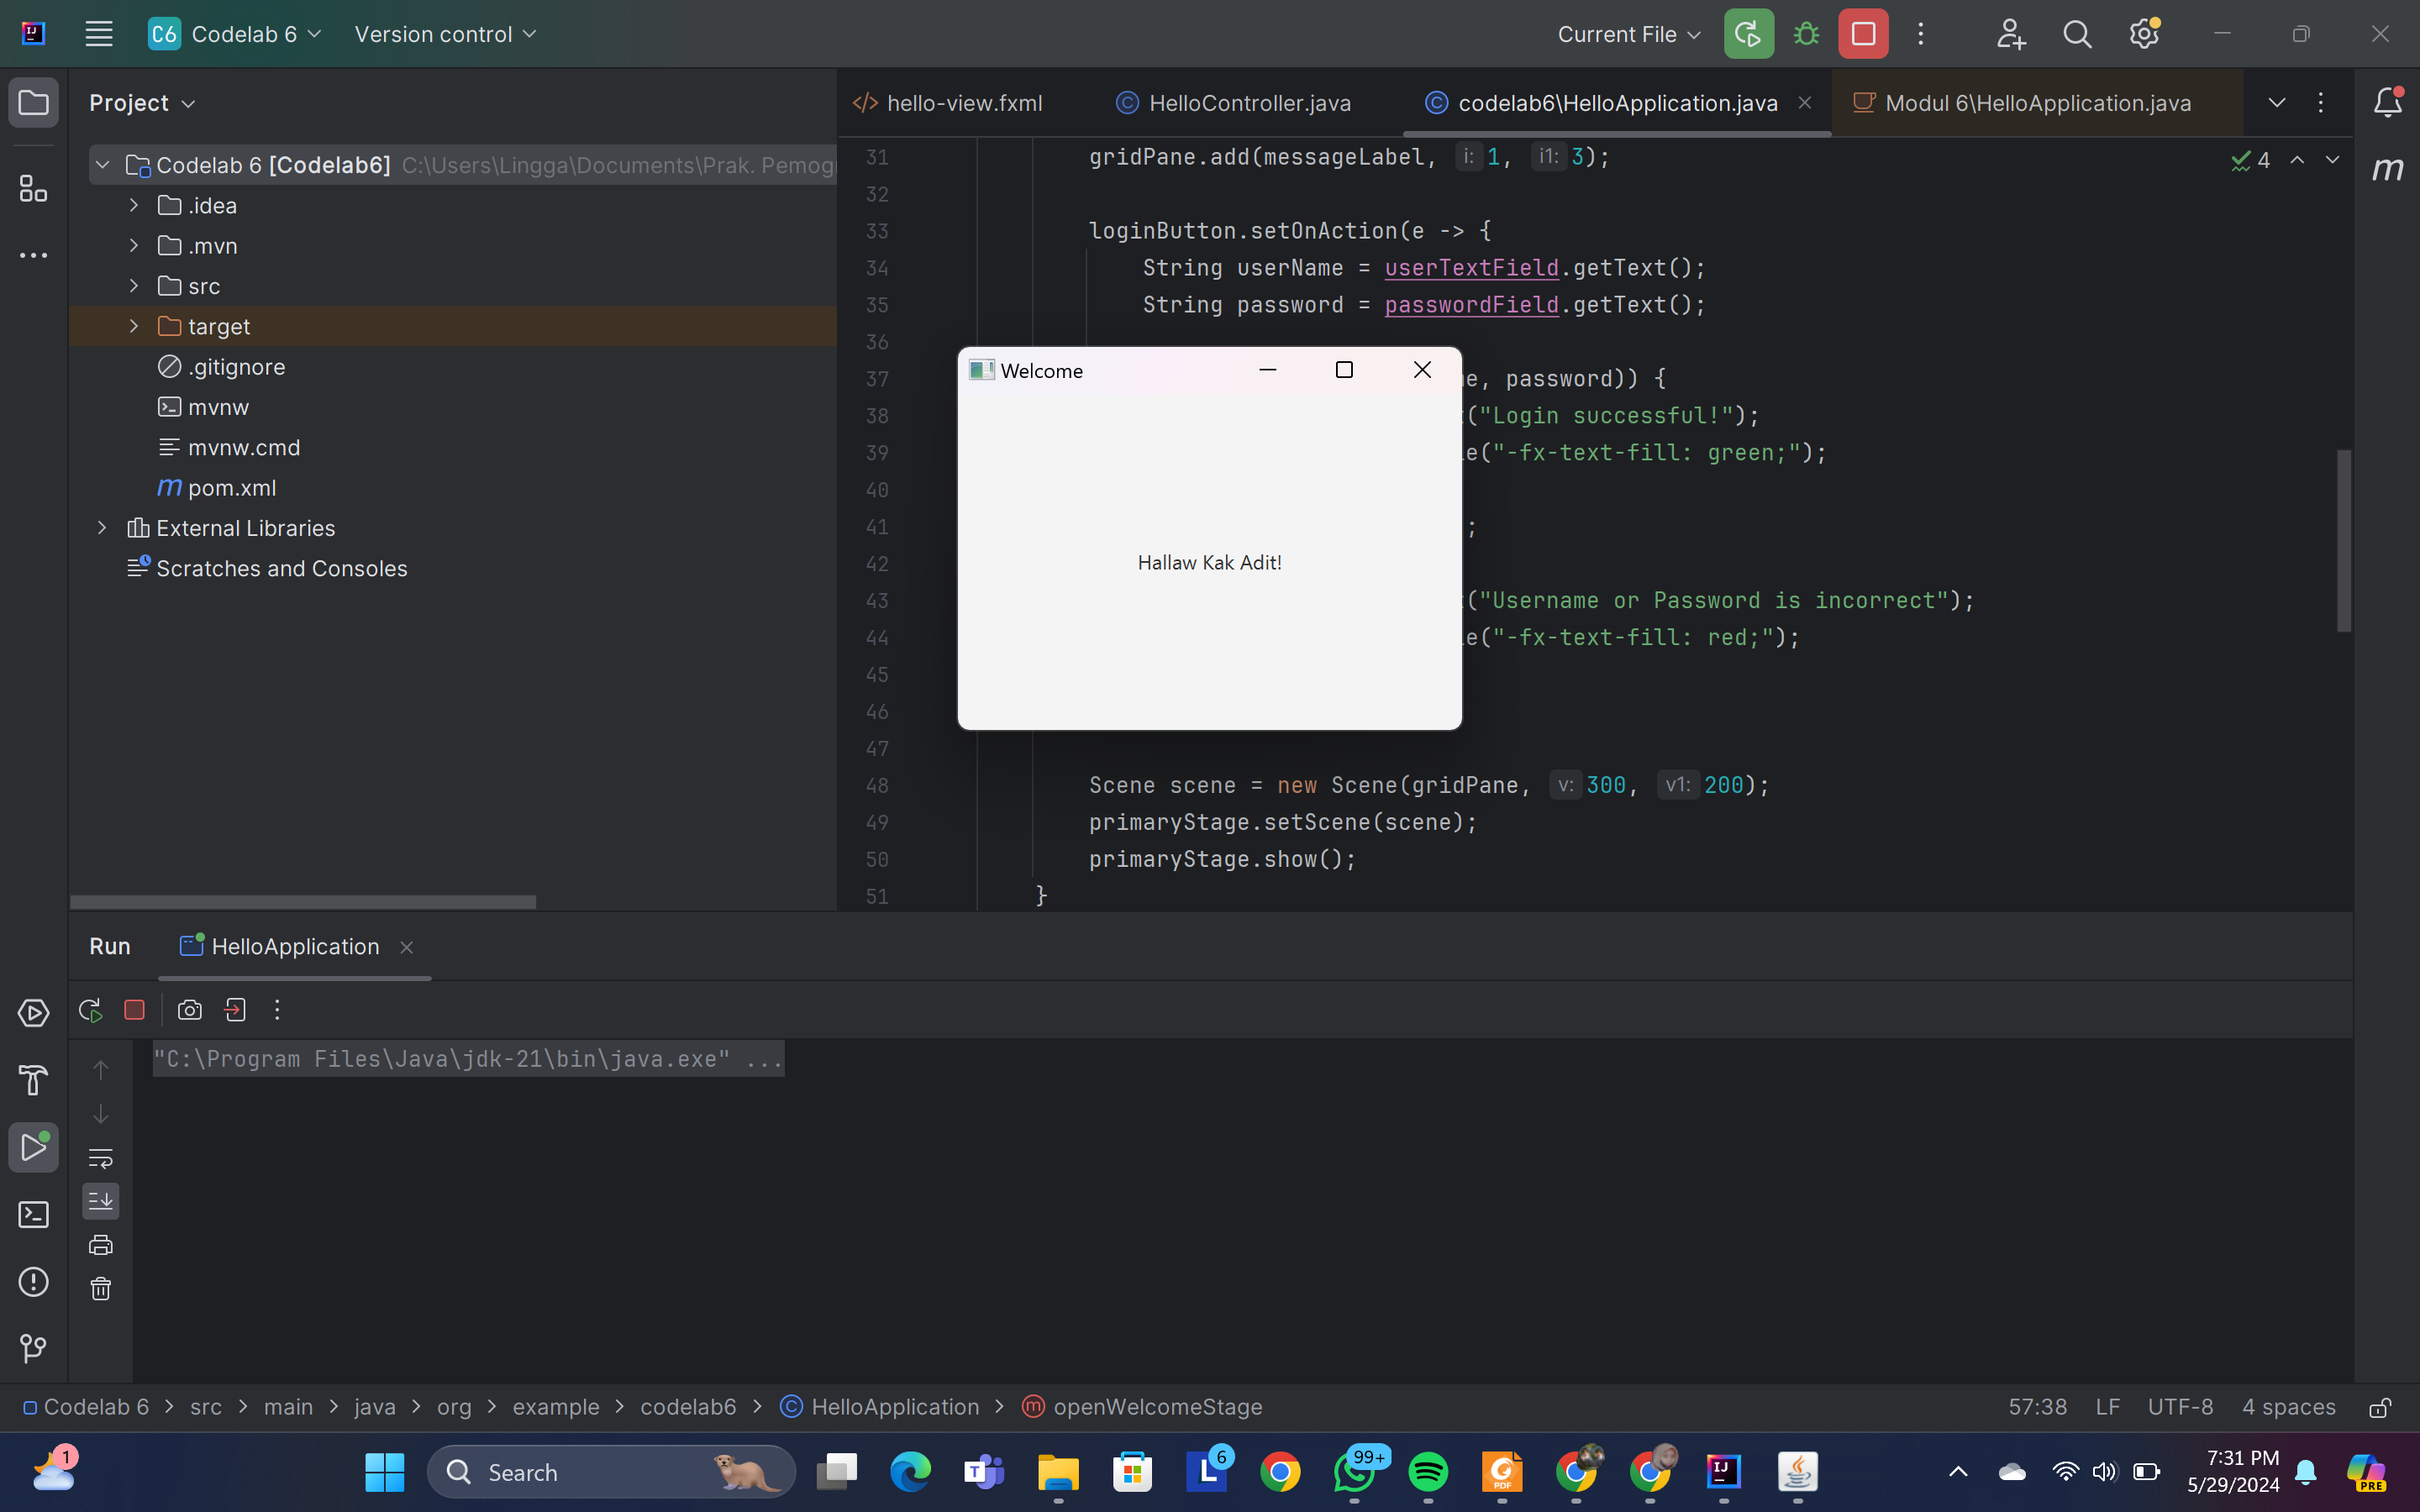 C6 Codelab 6 Version control Current File
Project
hello-view.fxml HelloController.java codelab6\HelloApplication.java Modul 6\HelloApplication.java
Codelab 6 [Codelab6] C:\Users\Lingga\Documents\Prak. Pemog
.idea
.mvn
src
target
.gitignore
mvnw
mvnw.cmd
m pom.xml
External Libraries
Scratches and Consoles
4
m
31 gridPane.add(messageLabel, i: 1, i1: 3);
32
33 loginButton.setOnAction(e -> {
34 String userName = userTextField.getText();
35 String password = passwordField.getText();
36
37 e, password)) {
38 ("Login successful!");
39 le("-fx-text-fill: green;");
40
41 ;
42
43 ("Username or Password is incorrect");
44 le("-fx-text-fill: red;");
45
46
47
48 Scene scene = new Scene(gridPane, v: 300, v1: 200);
49 primaryStage.setScene(scene);
50 primaryStage.show();
51 }
Welcome
Hallaw Kak Adit!
Run HelloApplication
"C:\Program Files\Java\jdk-21\bin\java.exe" ...
Codelab 6 > src > main > java > org > example > codelab6 > HelloApplication > openWelcomeStage 57:38 LF UTF-8 4 spaces
1 Search 6 99+ PDF IJ 7:31 PM
5/29/2024 PRE